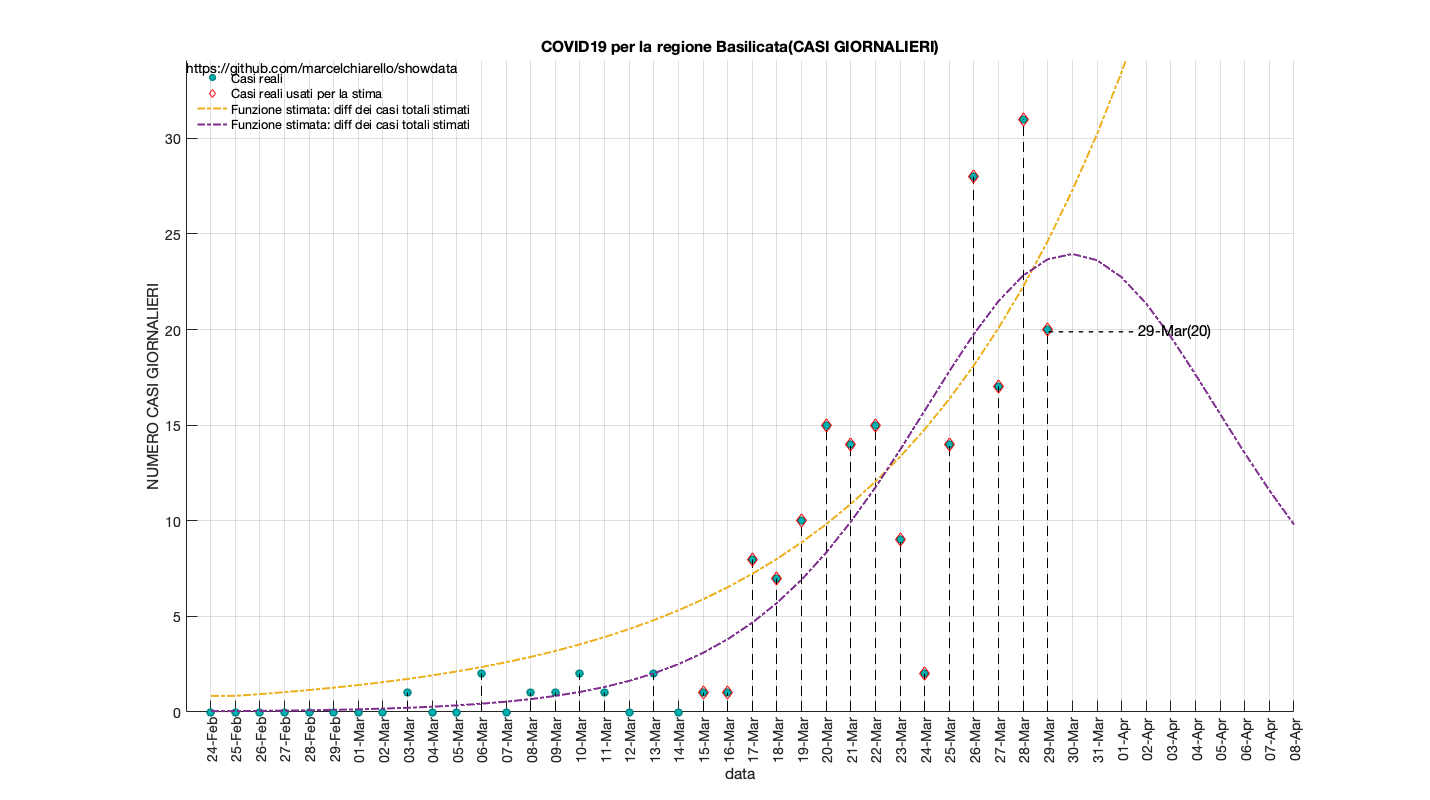 COVID19 per la regione Basilicata(CASI GIORNALIERI)
https://github.com/marcelchiarello/showdata
Casi reali
Casi reali usati per la stima
Funzione stimata: diff dei casi totali stimati
Funzione stimata: diff dei casi totali stimati
NUMERO CASI GIORNALIERI
30
25
20
15
10
5
0
29-Mar(20)
24-Feb
25-Feb
26-Feb
27-Feb
28-Feb
29-Feb
01-Mar
02-Mar
03-Mar
04-Mar
05-Mar
06-Mar
07-Mar
08-Mar
09-Mar
10-Mar
11-Mar
12-Mar
13-Mar
14-Mar
15-Mar
16-Mar
17-Mar
18-Mar
19-Mar
20-Mar
21-Mar
22-Mar
23-Mar
24-Mar
25-Mar
26-Mar
27-Mar
28-Mar
29-Mar
30-Mar
31-Mar
01-Apr
02-Apr
03-Apr
04-Apr
05-Apr
06-Apr
07-Apr
08-Apr
data